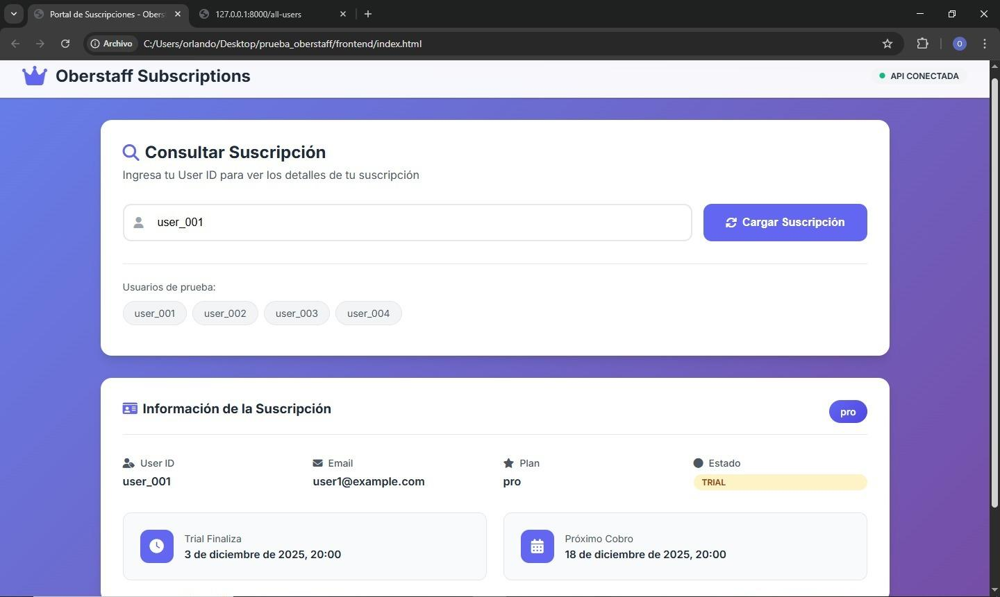 Portal de Suscripciones - Obers
127.0.0.1:8000/all-users
Archivo
C:/Users/orlando/Desktop/prueba_oberstaff/frontend/index.html
O
Oberstaff Subscriptions
API CONECTADA
Consultar Suscripción
Ingresa tu User ID para ver los detalles de tu suscripción
user_001
Cargar Suscripción
Usuarios de prueba:
user_001 user_002 user_003 user_004
Información de la Suscripción
pro
User ID Email Plan Estado
user_001 user1@example.com pro TRIAL
Trial Finaliza
3 de diciembre de 2025, 20:00
Próximo Cobro
18 de diciembre de 2025, 20:00